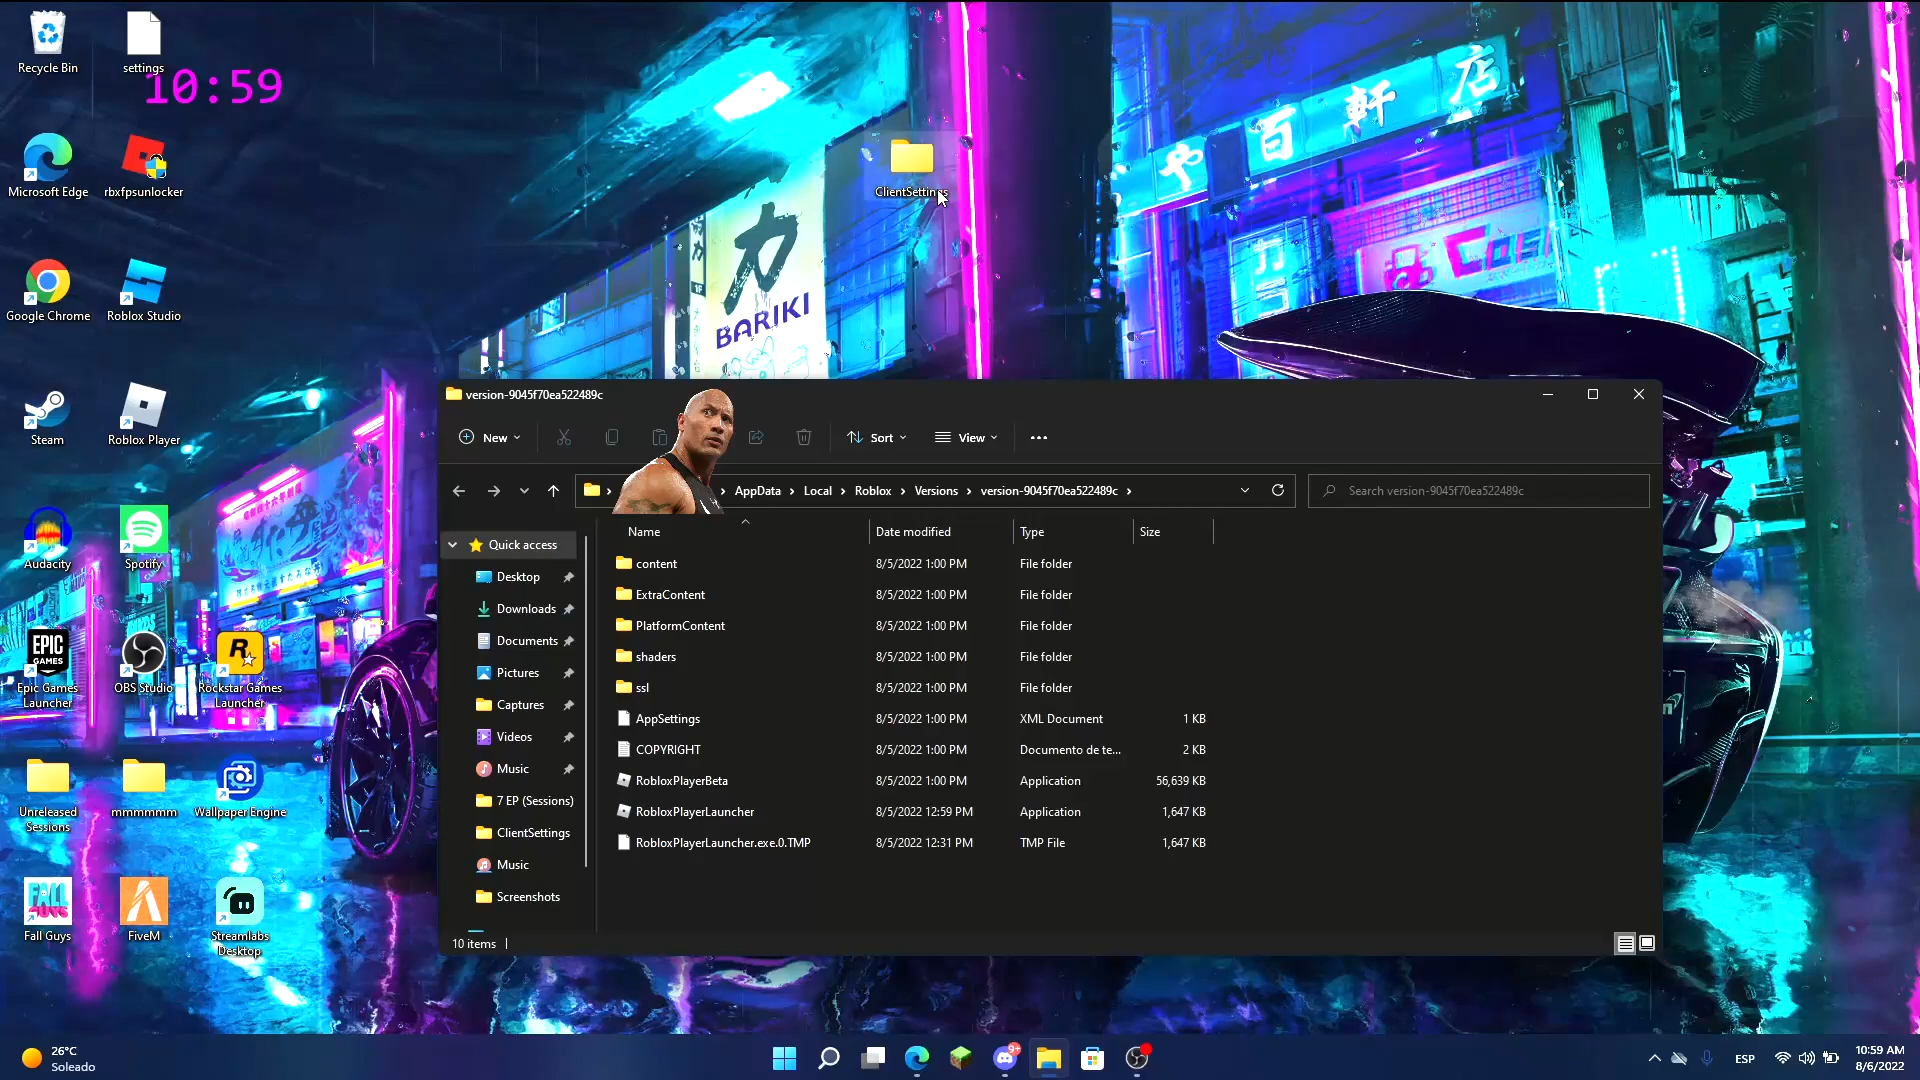 Recycle Bin
settings
10:59
Microsoft Edge
rbxfpsunlocker
Google Chrome
Roblox Studio
Steam
Roblox Player
Audacity
Spotify
EPIC
GAMES
Epic Games
Launcher
OBS Studio
R
Rockstar Games
Launcher
Unreleased
Sessions
mmmmmm
Wallpaper Engine
FALL
GUYS
Fall Guys
FiveM
Streamlabs
Desktop
ClientSettings
や百軒店
力
BARIKI
1F
version-9045f70ea522489c
New
Sort
View
AppData
Local
Roblox
Versions
version-9045f70ea522489c
Search version-9045f70ea522489c
Quick access
Desktop
Downloads
Documents
Pictures
Captures
Videos
Music
7 EP (Sessions)
ClientSettings
Music
Screenshots
Name Date modified Type Size
content 8/5/2022 1:00 PM File folder
ExtraContent 8/5/2022 1:00 PM File folder
PlatformContent 8/5/2022 1:00 PM File folder
shaders 8/5/2022 1:00 PM File folder
ssl 8/5/2022 1:00 PM File folder
AppSettings 8/5/2022 1:00 PM XML Document 1 KB
COPYRIGHT 8/5/2022 1:00 PM Documento de te... 2 KB
RobloxPlayerBeta 8/5/2022 1:00 PM Application 56,639 KB
RobloxPlayerLauncher 8/5/2022 12:59 PM Application 1,647 KB
RobloxPlayerLauncher.exe.0.TMP 8/5/2022 12:31 PM TMP File 1,647 KB
10 items
26°C
Soleado
9+
ESP
10:59 AM
8/6/2022